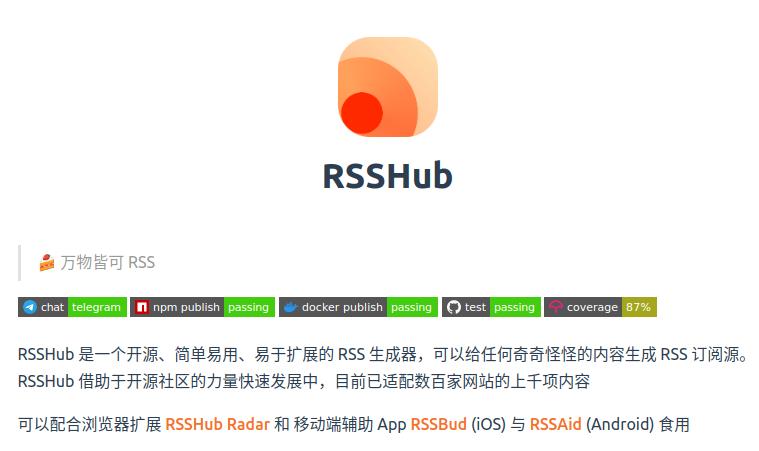 RSSHub
🍰 万物皆可 RSS
chat telegram npm publish passing docker publish passing test passing coverage 87%
RSSHub 是一个开源、简单易用、易于扩展的 RSS 生成器，可以给任何奇奇怪怪的内容生成 RSS 订阅源。
RSSHub 借助于开源社区的力量快速发展中，目前已适配数百家网站的上千项内容
可以配合浏览器扩展 RSSHub Radar 和 移动端辅助 App RSSBud (iOS) 与 RSSAid (Android) 食用